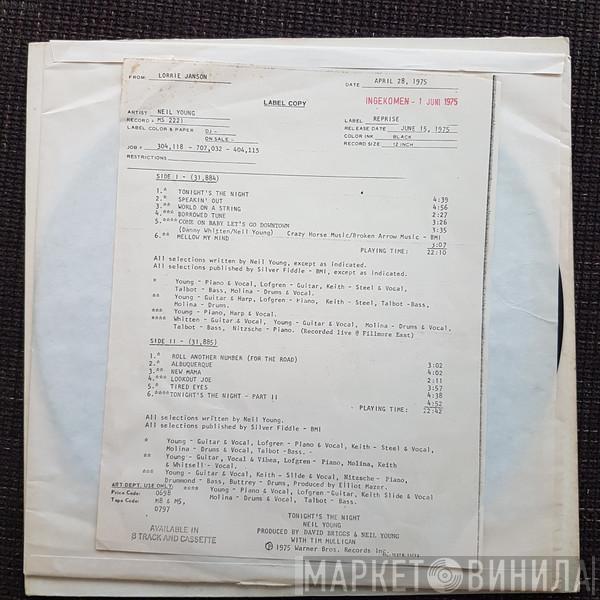 FROM: LORRIE JANSON
DATE APRIL 28, 1975
LABEL COPY
INGEKOMEN - 1 JUNI 1975
ARTIST NEIL YOUNG
RECORD # MS 2221
LABEL REPRISE
LABEL COLOR & PAPER DJ -
RELEASE DATE JUNE 15, 1975
ON SALE -
COLOR INK BLACK
JOB # 304,118 - 707,032 - 404,115
RECORD SIZE 12 INCH
RESTRICTIONS
SIDE I - (31,884)
1.* TONIGHT'S THE NIGHT 4:39
2.* SPEAKIN' OUT 4:56
3.** WORLD ON A STRING 2:27
4.*** BORROWED TUNE 3:26
5.**** COME ON BABY LET'S GO DOWNTOWN 3:35
(Danny Whitten/Neil Young) Crazy Horse Music/Broken Arrow Music - BMI
6.** MELLOW MY MIND 3:07
PLAYING TIME: 22:10
All selections written by Neil Young, except as indicated.
All selections published by Silver Fiddle - BMI, except as indicated.
* Young - Piano & Vocal, Lofgren - Guitar, Keith - Steel & Vocal,
Talbot - Bass, Molina - Drums & Vocal.
** Young - Guitar & Harp, Lofgren - Piano, Keith - Steel, Talbot -Bass,
Molina - Drums.
*** Young - Piano, Harp & Vocal.
**** Whitten - Guitar & Vocal, Young - Guitar & Vocal, Molina - Drums & Vocal,
Talbot - Bass, Nitzsche - Piano. (Recorded live @ Fillmore East)
SIDE II - (31,885)
1.* ROLL ANOTHER NUMBER (FOR THE ROAD) 3:02
2.* ALBUQUERQUE 4:02
3.** NEW MAMA 2:11
4.*** LOOKOUT JOE 3:57
5.* TIRED EYES 4:38
6.**** TONIGHT'S THE NIGHT - PART II 4:52
PLAYING TIME: 22:42
All selections written by Neil Young.
All selections published by Silver Fiddle - BMI
* Young - Guitar & Vocal, Lofgren - Piano & Vocal, Keith - Steel & Vocal,
Molina - Drums & Vocal, Talbot - Bass. -
** Young - Guitar, Vocal & Vibes, Lofgren - Piano, Molina, Keith
& Whitsell - Vocal.
*** Young - Guitar & Vocal, Keith - Slide & Vocal, Nitzsche - Piano,
Drummond - Bass, Buttrey - Drums, Produced by Elliot Mazer.
ART DEPT. USE ONLY:
**** Young - Piano & Vocal, Lofgren -Guitar, Keith Slide & Vocal
Price Code: 0698
Molina - Drums & Vocal, Talbot - Bass.
Tape Code: M8 & M5,
0797
TONIGHT'S THE NIGHT
NEIL YOUNG
AVAILABLE IN
8 TRACK AND CASSETTE
PRODUCED BY DAVID BRIGGS & NEIL YOUNG
WITH TIM MULLIGAN
℗ 1975 Warner Bros. Records Inc.
МАРКЕТ ВИНИЛА